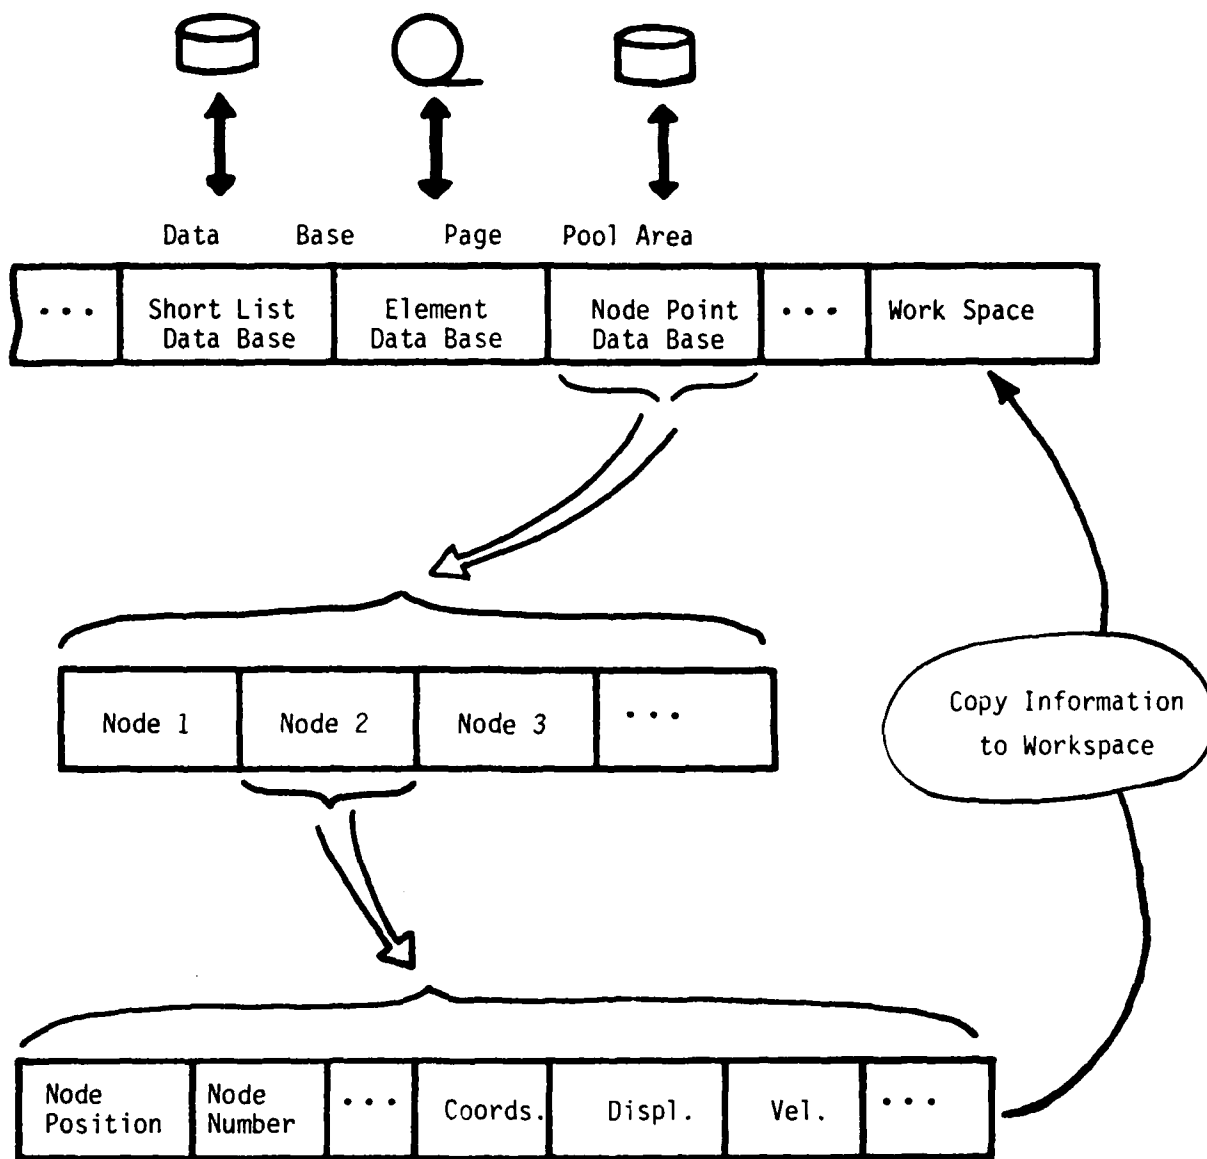 Data Base Page Pool Area
... Short List Data Base
Element Data Base
Node Point Data Base
...
Work Space
Node 1
Node 2
Node 3
...
Copy Information
to Workspace
Node
Position
Node
Number
...
Coords.
Displ.
Vel.
...